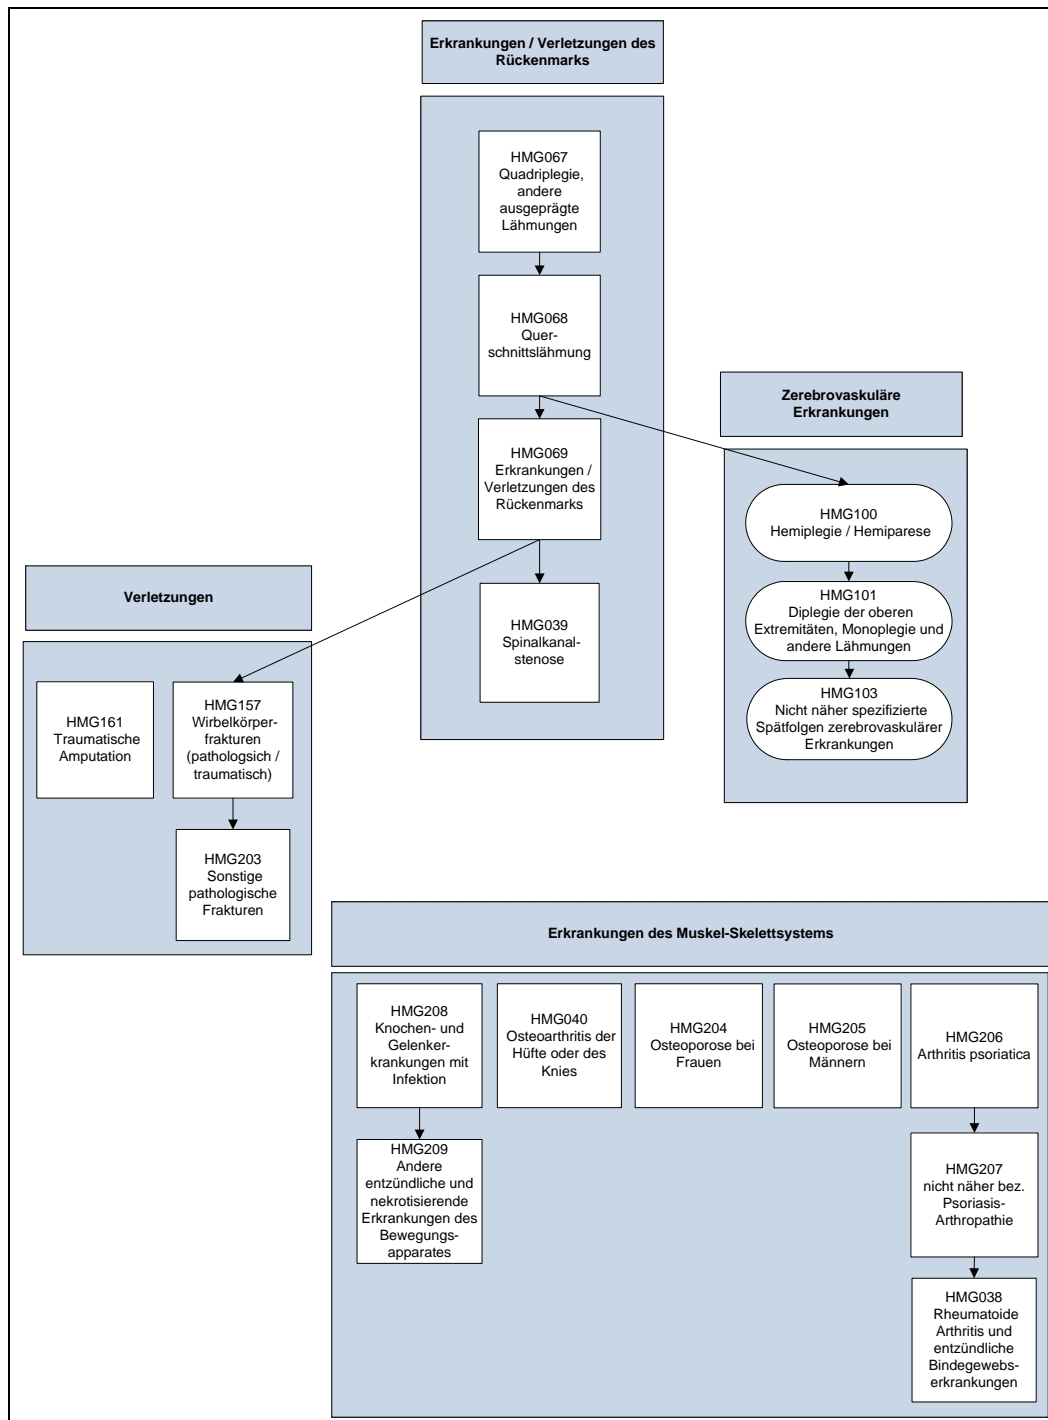 Erkrankungen / Verletzungen des
Rückenmarks
HMG067
Quadriplegie,
andere
ausgeprägte
Lähmungen
HMG068
Quer-
schnittslähmung
HMG069
Erkrankungen /
Verletzungen des
Rückenmarks
HMG039
Spinalkanal-
stenose
Zerebrovaskuläre
Erkrankungen
HMG100
Hemiplegie / Hemiparese
HMG101
Diplegie der oberen
Extremitäten, Monoplegie und
andere Lähmungen
HMG103
Nicht näher spezifizierte
Spätfolgen zerebrovaskulärer
Erkrankungen
Verletzungen
HMG161
Traumatische
Amputation
HMG157
Wirbelkörper-
frakturen
(pathologsich /
traumatisch)
HMG203
Sonstige
pathologische
Frakturen
Erkrankungen des Muskel-Skelettsystems
HMG208
Knochen- und
Gelenker-
krankungen mit
Infektion
HMG209
Andere
entzündliche und
nekrotisierende
Erkrankungen des
Bewegungs-
apparates
HMG040
Osteoarthritis der
Hüfte oder des
Knies
HMG204
Osteoporose bei
Frauen
HMG205
Osteoporose bei
Männern
HMG206
Arthritis psoriatica
HMG207
nicht näher bez.
Psoriasis-
Arthropathie
HMG038
Rheumatoide
Arthritis und
entzündliche
Bindegewebs-
erkrankungen